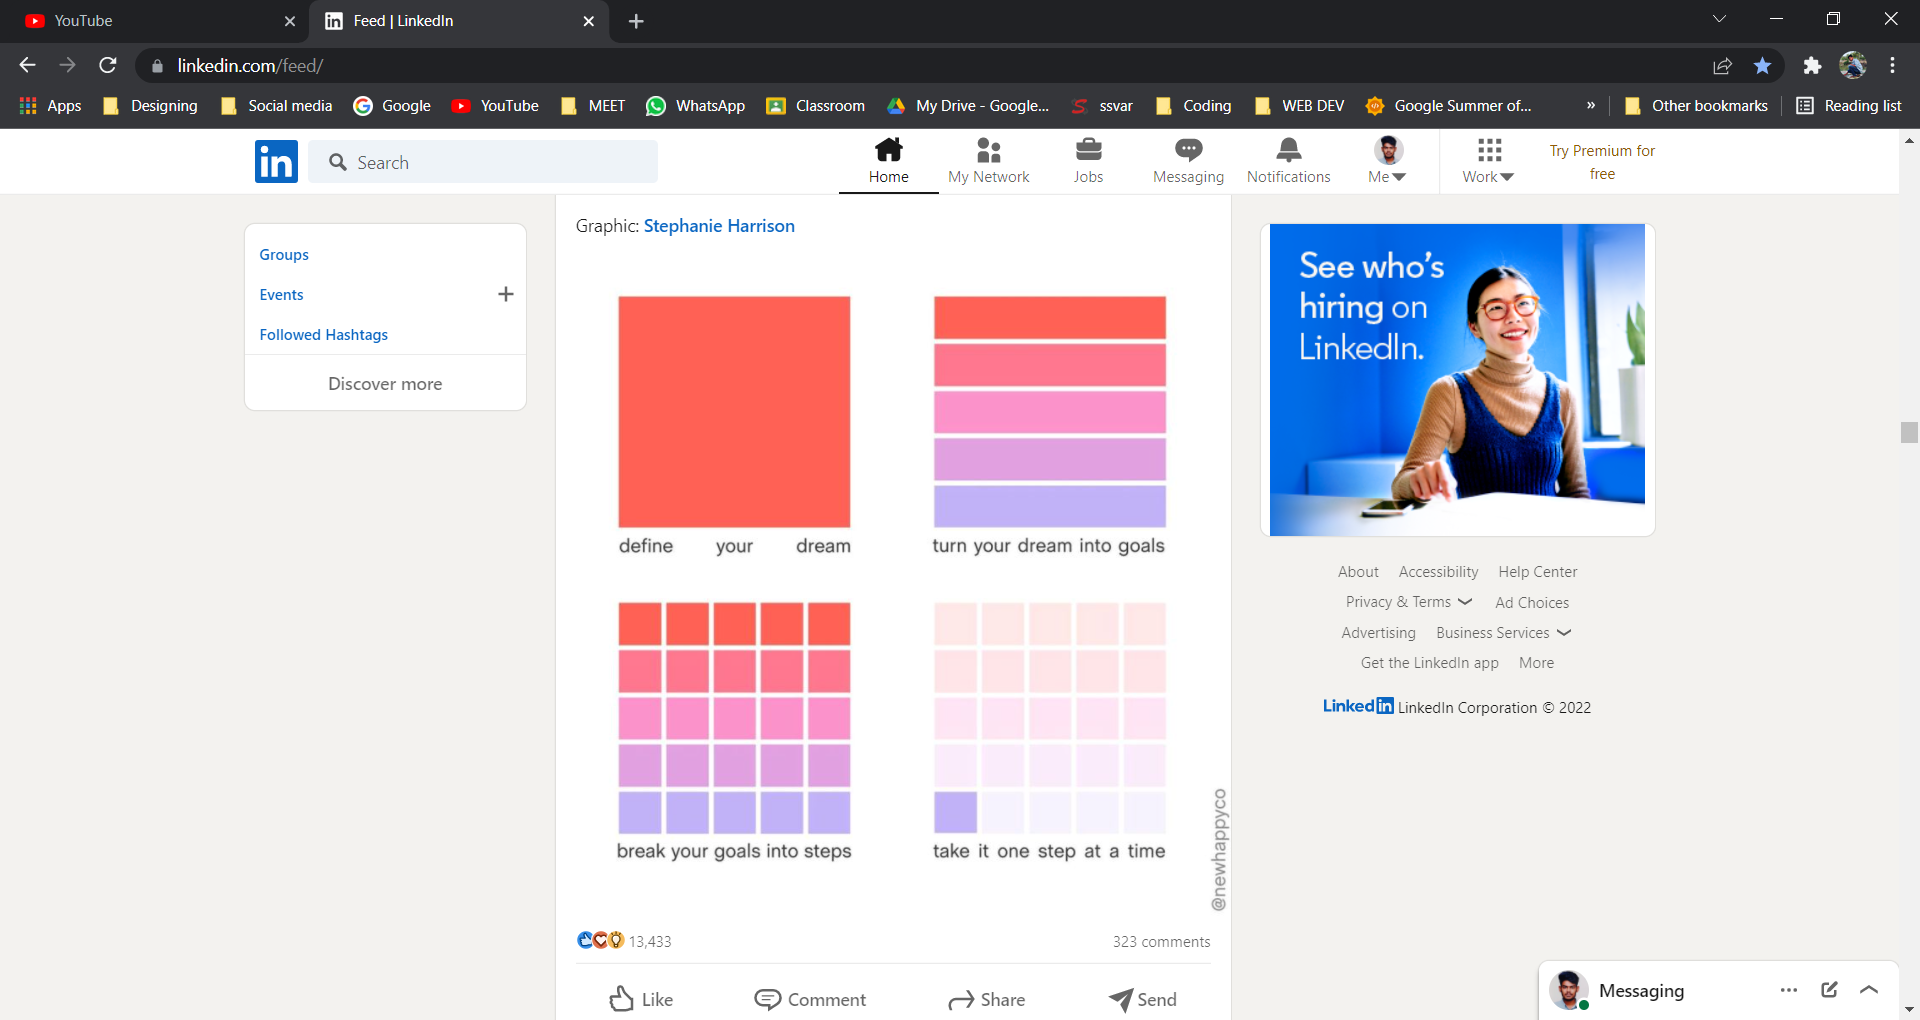 YouTube
Feed | LinkedIn
linkedin.com/feed/
Apps Designing Social media Google YouTube MEET WhatsApp Classroom My Drive - Google... ssvar Coding WEB DEV Google Summer of... » Other bookmarks Reading list
in Search
Home My Network Jobs Messaging Notifications Me Work
Try Premium for
free
Groups
Events
Followed Hashtags
Discover more
Graphic: Stephanie Harrison
define your dream
turn your dream into goals
break your goals into steps
take it one step at a time
@newhappyco
13,433
323 comments
Like Comment Share Send
See who's
hiring on
LinkedIn.
About Accessibility Help Center
Privacy & Terms Ad Choices
Advertising Business Services
Get the LinkedIn app More
LinkedIn LinkedIn Corporation © 2022
Messaging